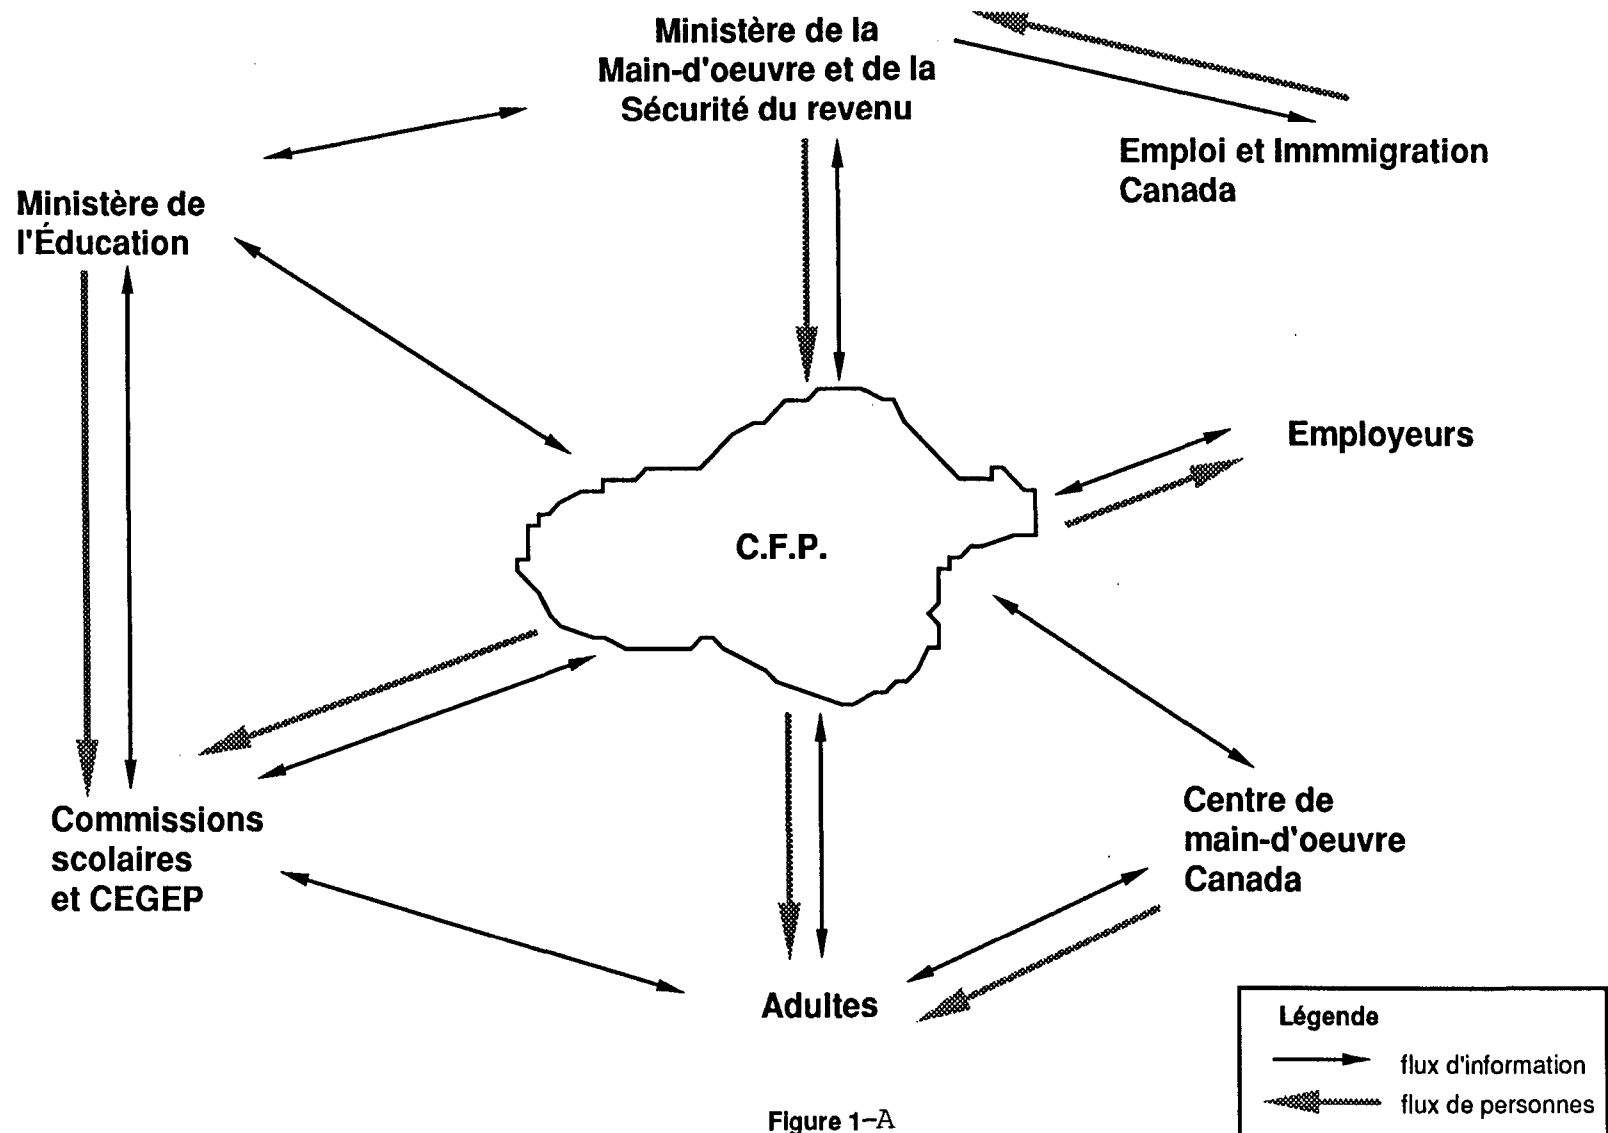 Ministère de la
Main-d'oeuvre et de la
Sécurité du revenu
Emploi et Immmigration
Canada
Ministère de
l'Éducation
Employeurs
C.F.P.
Commissions
scolaires
et CEGEP
Centre de
main-d'oeuvre
Canada
Adultes
Légende
flux d'information
flux de personnes
Figure 1-A